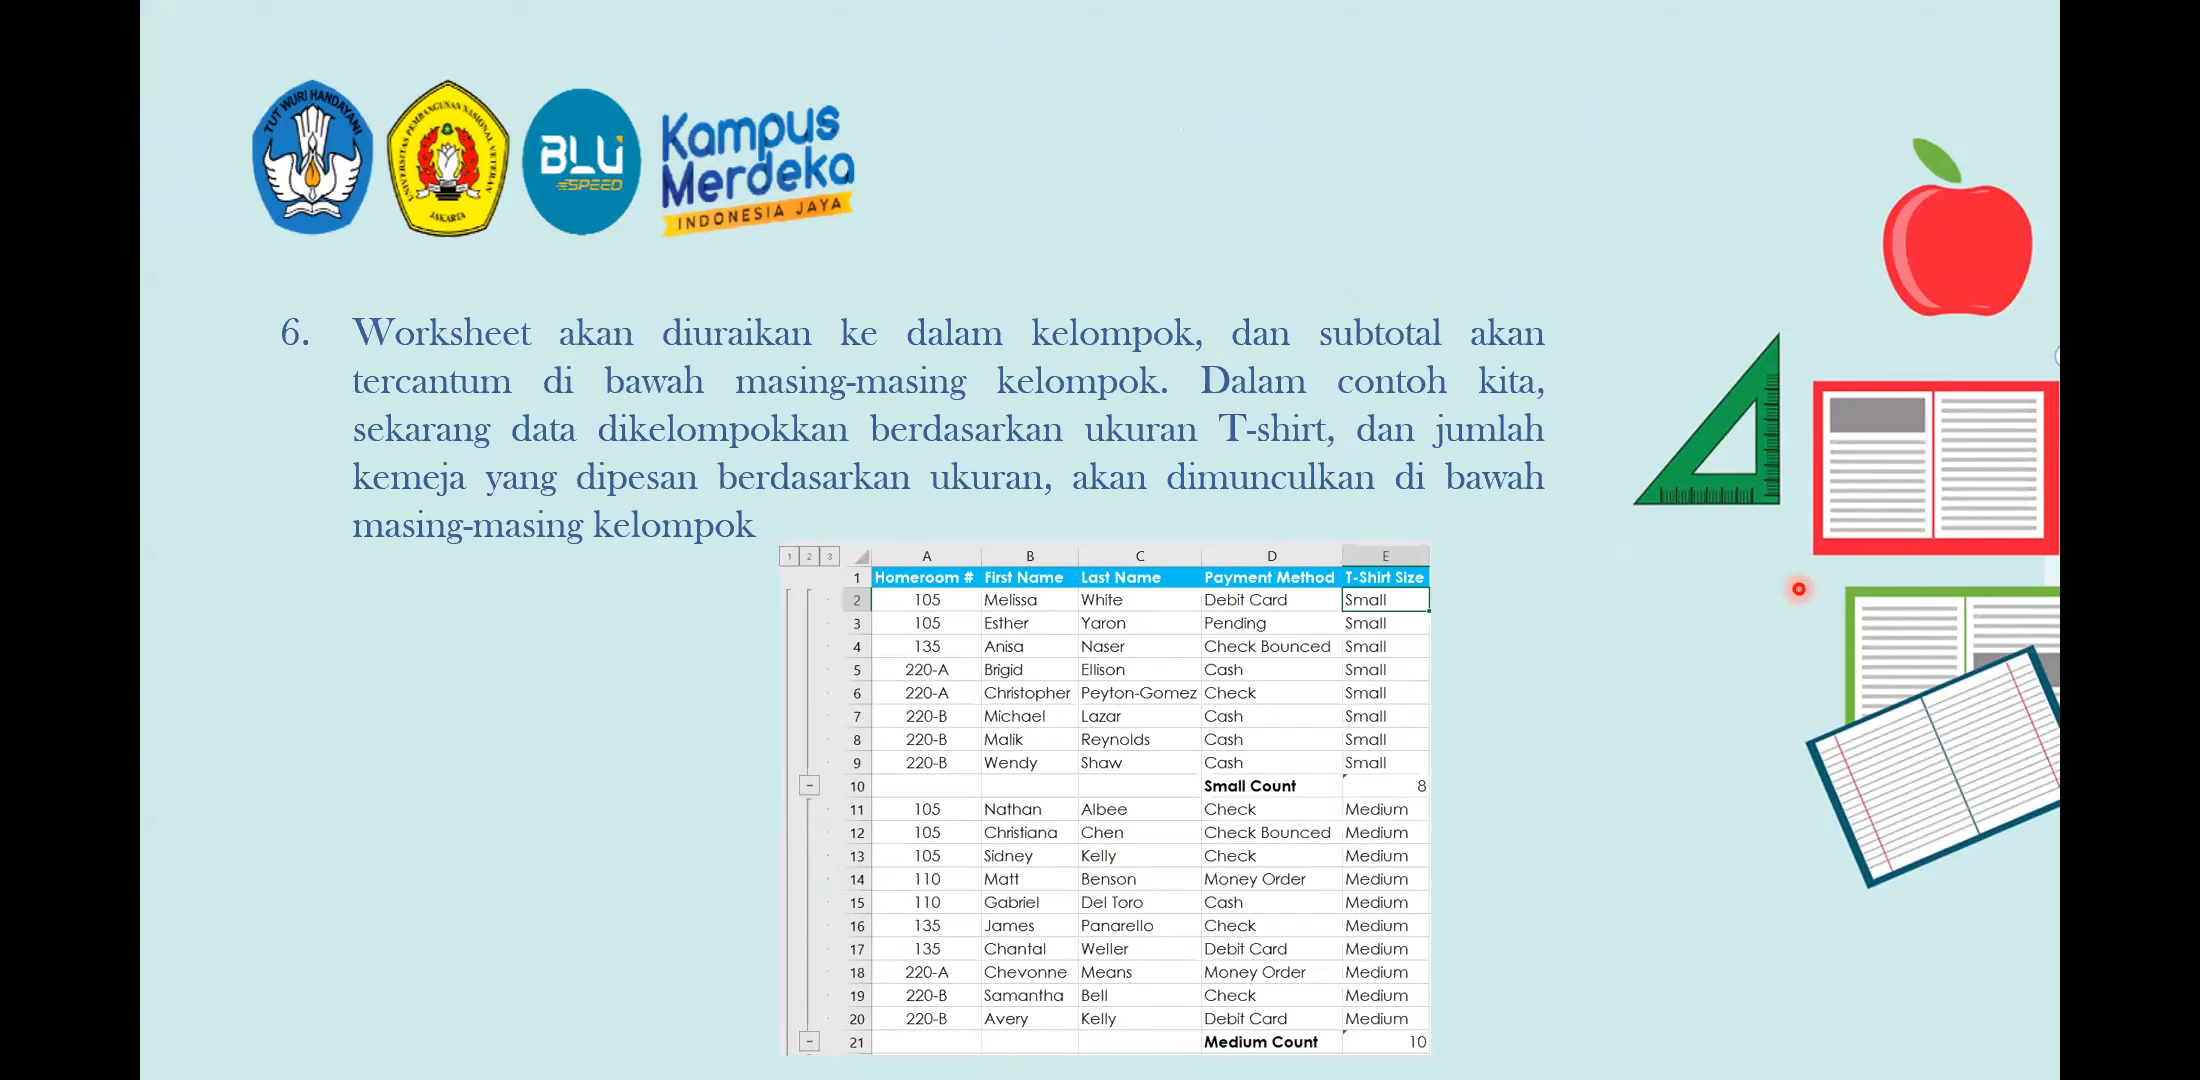 TUT WURI HANDAYANI
UNIVERSITAS PEMBANGUNAN NASIONAL VETERAN
JAKARTA
BLU
SPEED
Kampus
Merdeka
INDONESIA JAYA
6. Worksheet akan diuraikan ke dalam kelompok, dan subtotal akan
tercantum di bawah masing-masing kelompok. Dalam contoh kita,
sekarang data dikelompokkan berdasarkan ukuran T-shirt, dan jumlah
kemeja yang dipesan berdasarkan ukuran, akan dimunculkan di bawah
masing-masing kelompok
1 2 3 A B C D E
1 Homeroom # First Name Last Name Payment Method T-Shirt Size
2 105 Melissa White Debit Card Small
3 105 Esther Yaron Pending Small
4 135 Anisa Naser Check Bounced Small
5 220-A Brigid Ellison Cash Small
6 220-A Christopher Peyton-Gomez Check Small
7 220-B Michael Lazar Cash Small
8 220-B Malik Reynolds Cash Small
9 220-B Wendy Shaw Cash Small
10 Small Count 8
11 105 Nathan Albee Check Medium
12 105 Christiana Chen Check Bounced Medium
13 105 Sidney Kelly Check Medium
14 110 Matt Benson Money Order Medium
15 110 Gabriel Del Toro Cash Medium
16 135 James Panarello Check Medium
17 135 Chantal Weller Debit Card Medium
18 220-A Chevonne Means Money Order Medium
19 220-B Samantha Bell Check Medium
20 220-B Avery Kelly Debit Card Medium
21 Medium Count 10